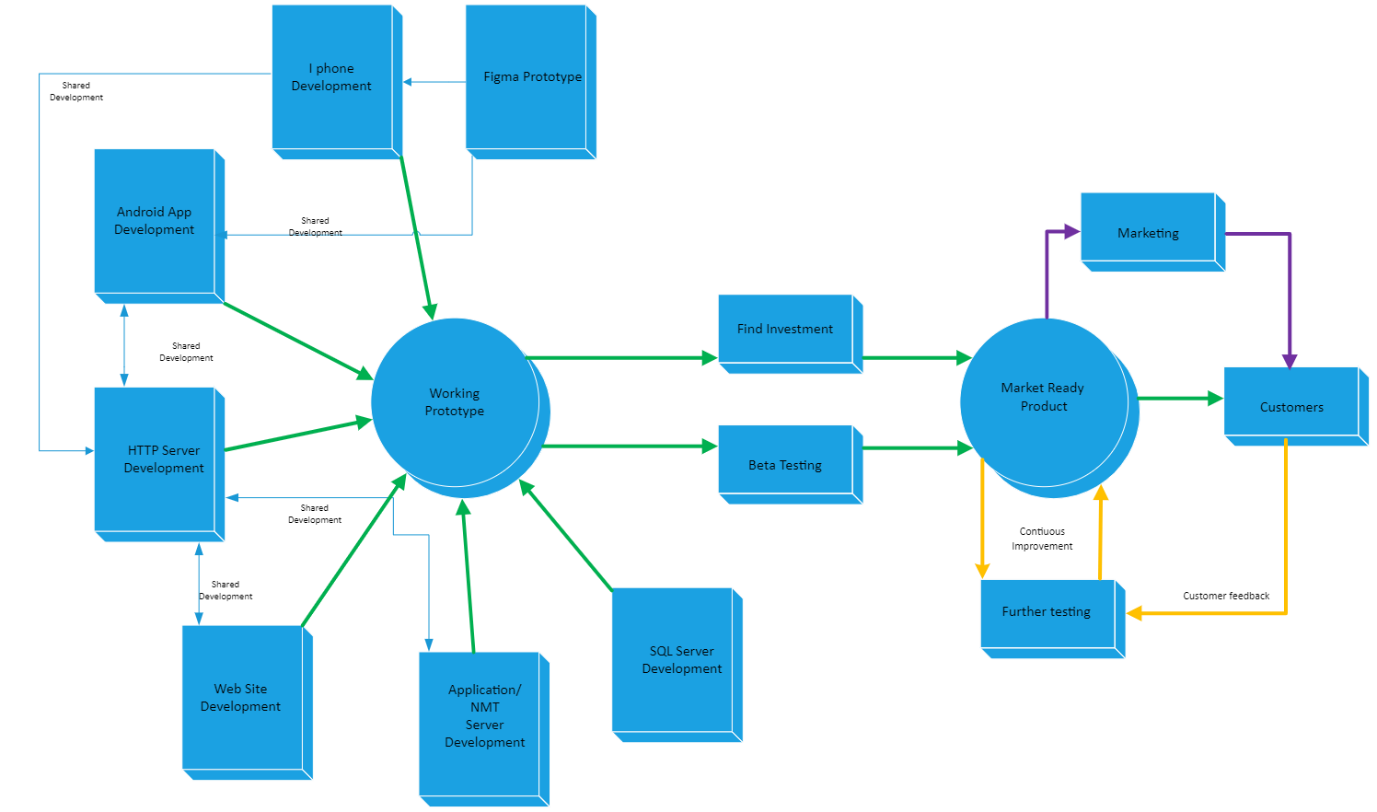 I phone
Development
Figma Prototype
Shared
Development
Android App
Development
Shared
Development
Marketing
Find Investment
Shared
Development
Working
Prototype
Market Ready
Product
Customers
HTTP Server
Development
Beta Testing
Shared
Development
Contiuous
Improvement
Shared
Development
Customer feedback
Further testing
SQL Server
Development
Web Site
Development
Application/
NMT
Server
Development